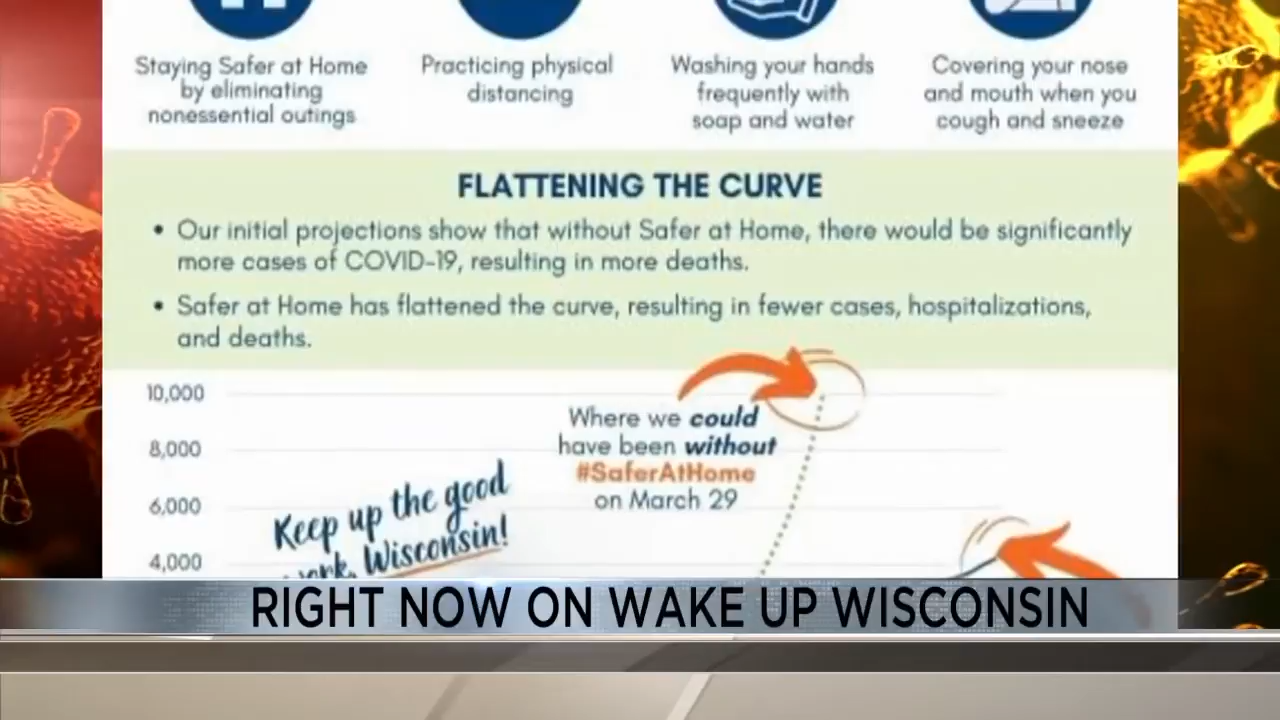 Staying Safer at Home
by eliminating
nonessential outings
Practicing physical
distancing
Washing your hands
frequently with
soap and water
Covering your nose
and mouth when you
cough and sneeze
FLATTENING THE CURVE
• Our initial projections show that without Safer at Home, there would be significantly
more cases of COVID-19, resulting in more deaths.
• Safer at Home has flattened the curve, resulting in fewer cases, hospitalizations,
and deaths.
10,000
8,000
6,000
4,000
Where we could
have been without
#SaferAtHome
on March 29
Keep up the good
work, Wisconsin!
RIGHT NOW ON WAKE UP WISCONSIN